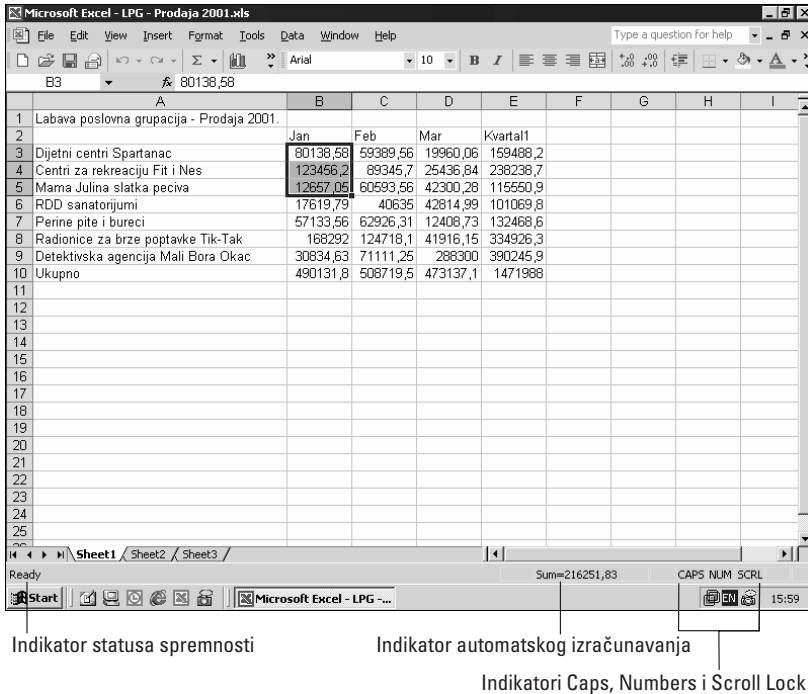 Microsoft Excel - LPG - Prodaja 2001.xls
File Edit View Insert Format Tools Data Window Help Type a question for help
Arial 10 B I
B3 fx 80138,58
A B C D E F G H I
1 Labava poslovna grupacija - Prodaja 2001.
2 Jan Feb Mar Kvartal1
3 Dijetni centri Spartanac 80138,58 59389,56 19960,06 159488,2
4 Centri za rekreaciju Fit i Nes 123456,2 89345,7 25436,84 238238,7
5 Mama Julina slatka peciva 12657,05 60593,56 42300,28 115550,9
6 RDD sanatorijumi 17619,79 40635 42814,99 101069,8
7 Perine pite i bureci 57133,56 62926,31 12408,73 132468,6
8 Radionice za brze poptavke Tik-Tak 168292 124718,1 41916,15 334926,3
9 Detektivska agencija Mali Bora Okac 30834,63 71111,25 288300 390245,9
10 Ukupno 490131,8 508719,5 473137,1 1471988
11
12
13
14
15
16
17
18
19
20
21
22
23
24
25
Sheet1 Sheet2 Sheet3
Ready Sum=216251,83 CAPS NUM SCRL
Start Microsoft Excel - LPG -... EN 15:59
Indikator statusa spremnosti Indikator automatskog izračunavanja
Indikatori Caps, Numbers i Scroll Lock